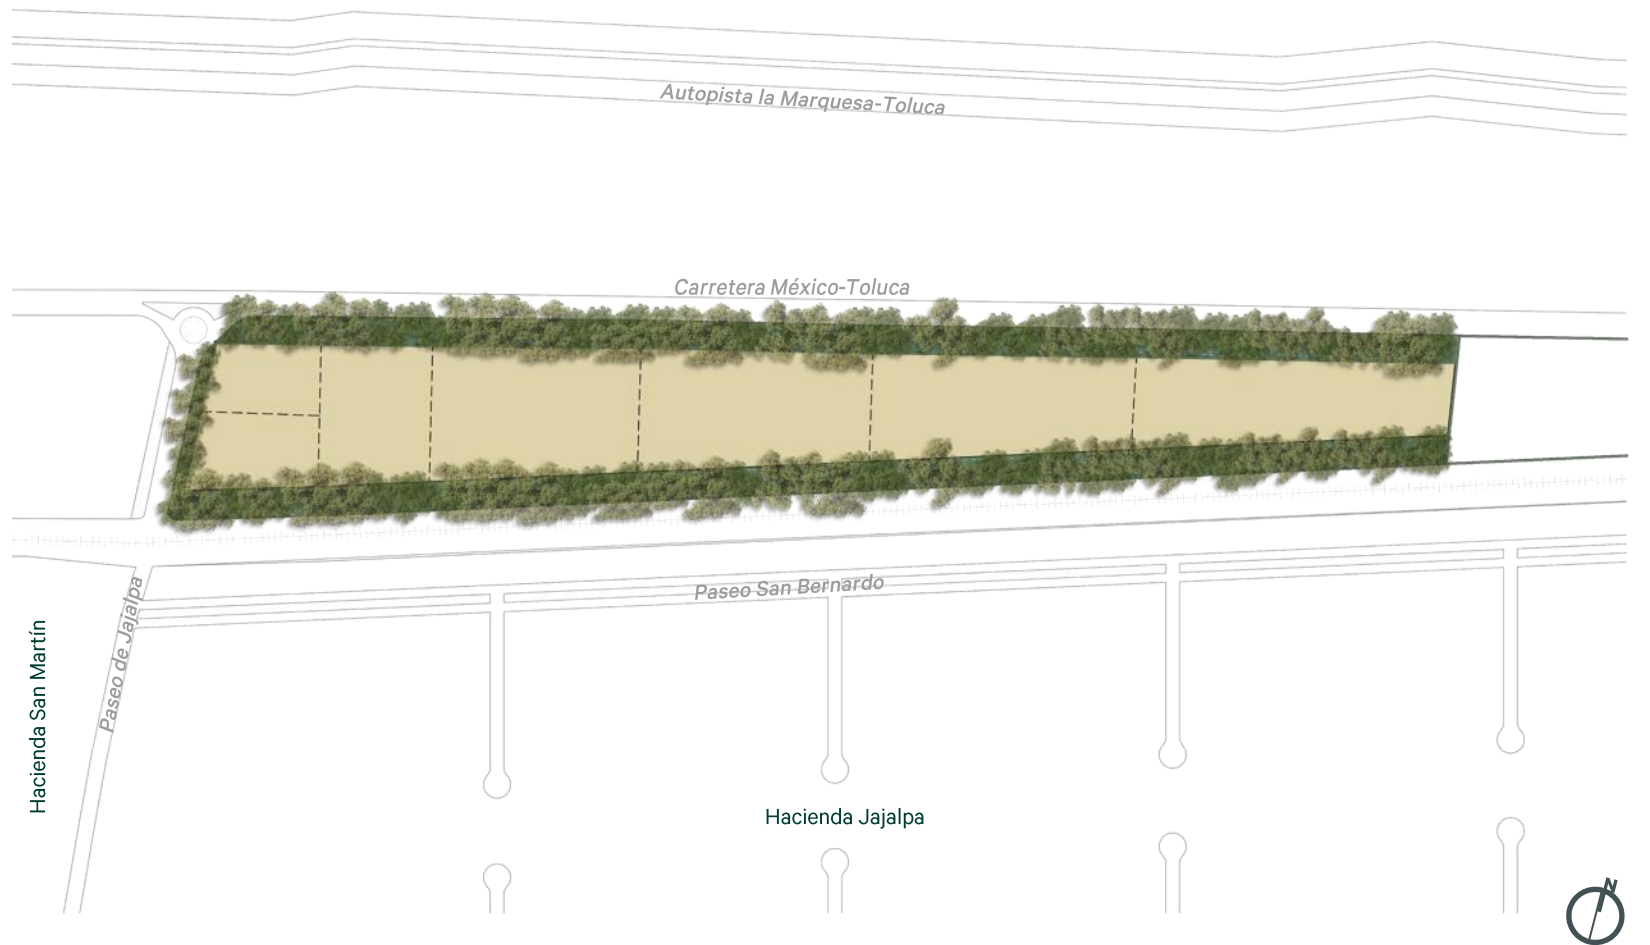 Autopista la Marquesa-Toluca
Carretera México-Toluca
Paseo San Bernardo
Paseo de Jajalpa
Hacienda San Martín
Hacienda Jajalpa
N